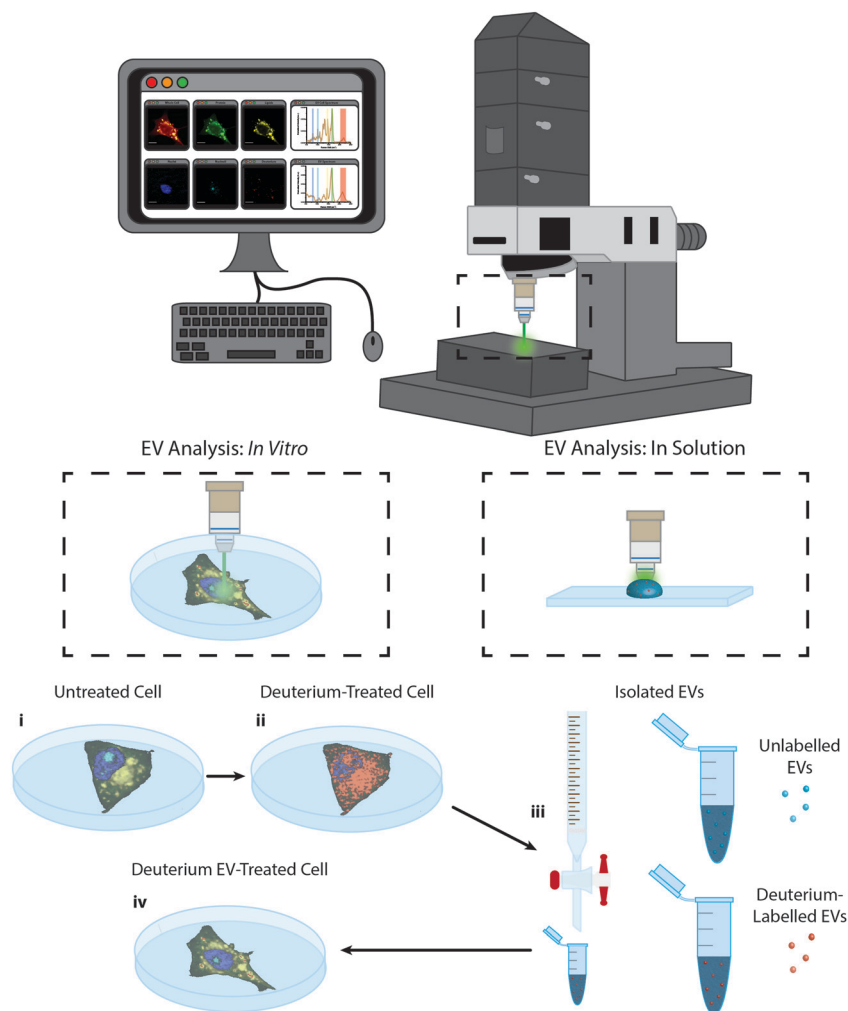 EV Analysis: In Vitro
EV Analysis: In Solution
Untreated Cell
Deuterium-Treated Cell
Isolated EVs
i
ii
Unlabelled
EVs
iii
Deuterium EV-Treated Cell
iv
Deuterium-
Labelled EVs